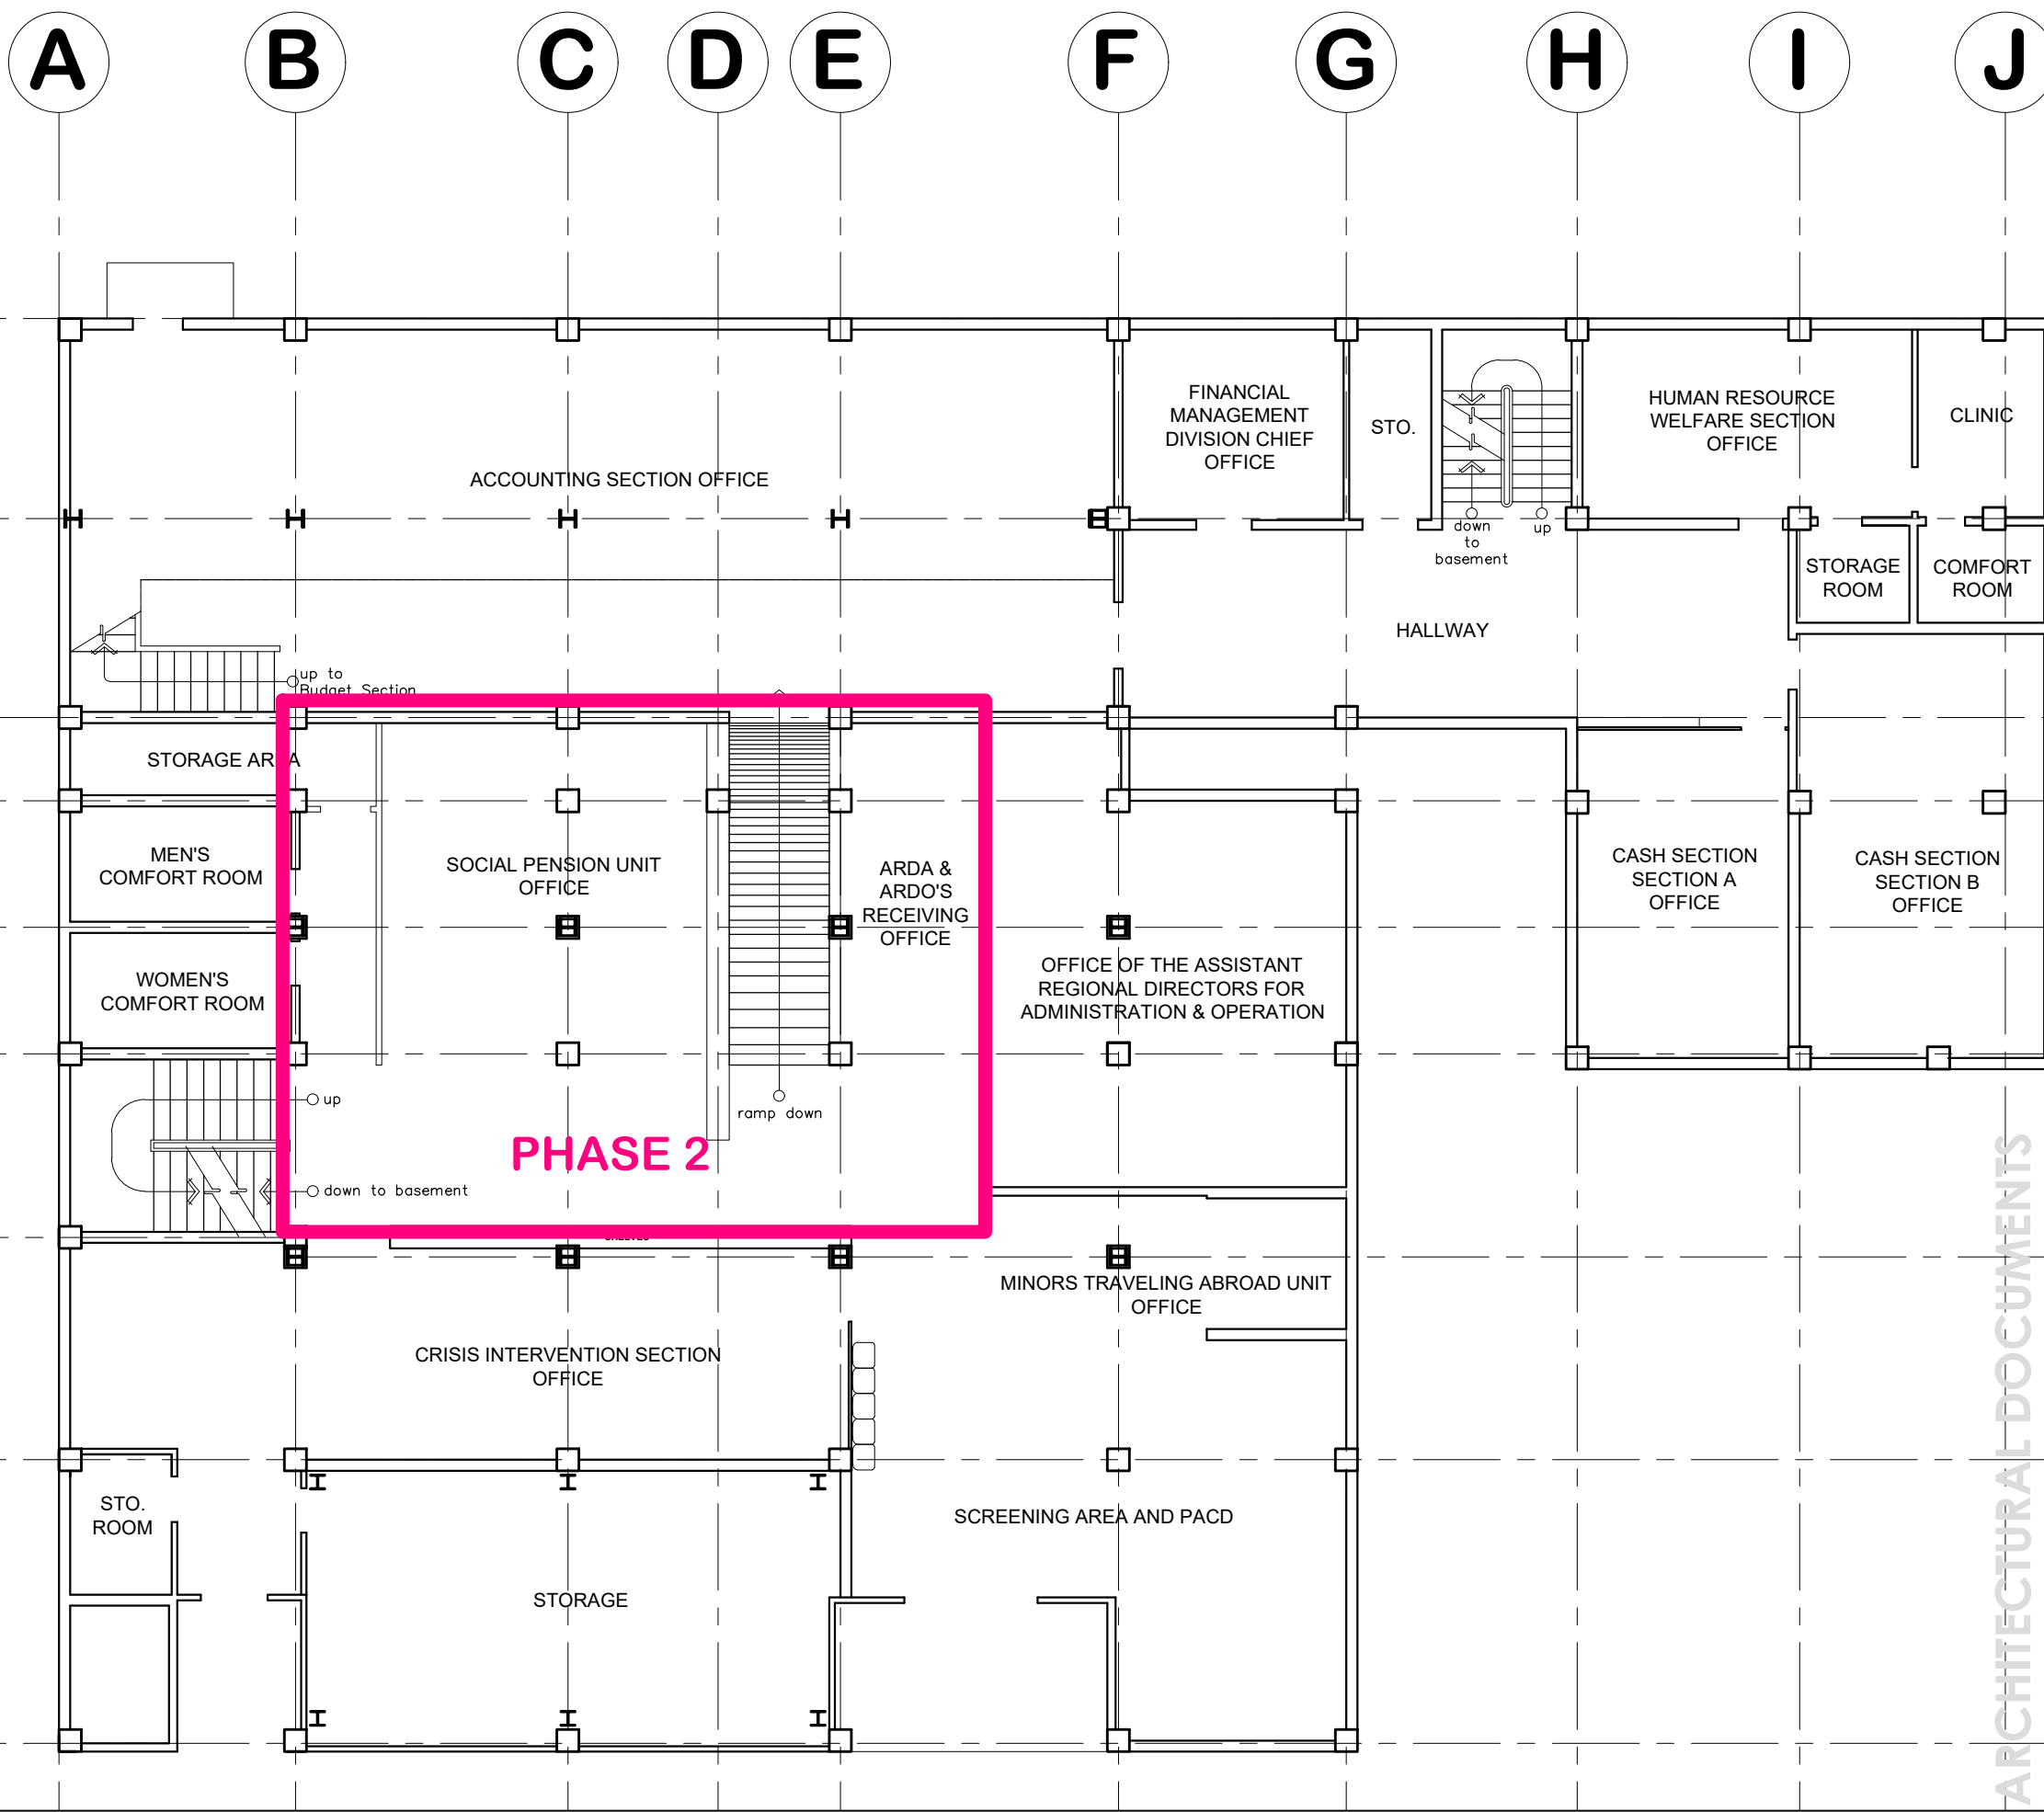 A B C D E F G H I J
FINANCIAL
MANAGEMENT
DIVISION CHIEF
OFFICE
STO.
HUMAN RESOURCE
WELFARE SECTION
OFFICE
CLINIC
ACCOUNTING SECTION OFFICE
down
to
basement
up
STORAGE
ROOM
COMFORT
ROOM
HALLWAY
up to
Budget Section
STORAGE AREA
MEN'S
COMFORT ROOM
SOCIAL PENSION UNIT
OFFICE
ARDA &
ARDO'S
RECEIVING
OFFICE
CASH SECTION
SECTION A
OFFICE
CASH SECTION
SECTION B
OFFICE
WOMEN'S
COMFORT ROOM
OFFICE OF THE ASSISTANT
REGIONAL DIRECTORS FOR
ADMINISTRATION & OPERATION
up
ramp down
PHASE 2
down to basement
MINORS TRAVELING ABROAD UNIT
OFFICE
CRISIS INTERVENTION SECTION
OFFICE
STO.
ROOM
SCREENING AREA AND PACD
STORAGE
ARCHITECTURAL DOCUMENTS